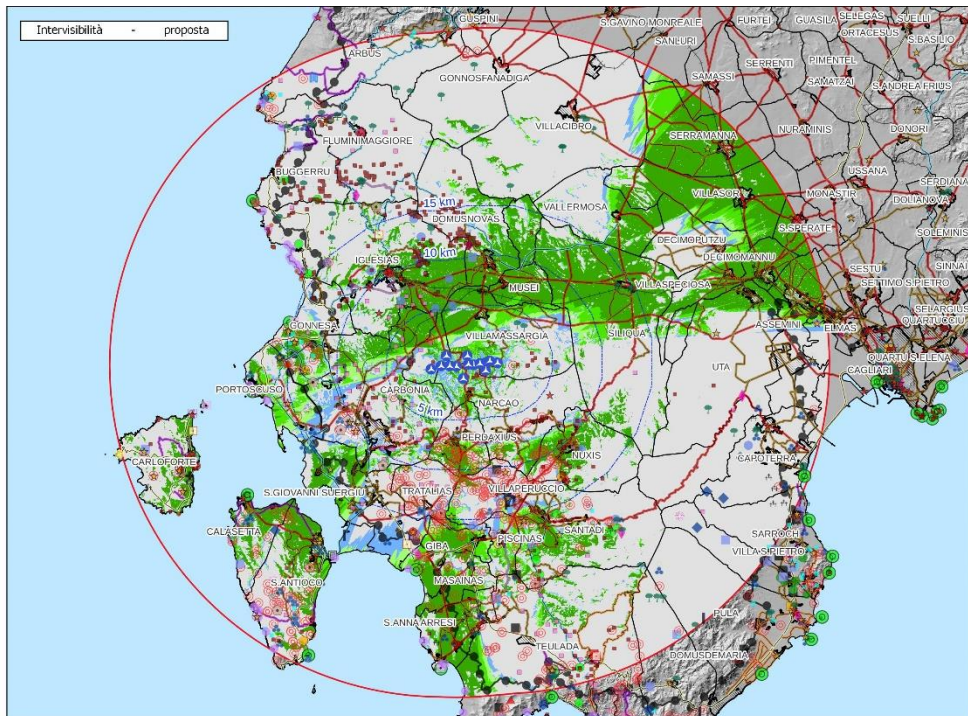 Intervisibilità - proposta
GUSPINI
S.GAVINO MONREALE
FURTEI
GUASILA
SELEGAS
SUELLI
ORTACESUS
S.BASILIO
SANLURI
ARBUS
SERRENTI
PIMENTEL
SAMATZAI
S.ANDREA FRIUS
GONNOSFANADIGA
SAMASSI
VILLACIDRO
SERRAMANNA
NURAMINIS
DONORI
FLUMINIMAGGIORE
BUGGERRU
USSANA
SERDIANA
DOLIANOVA
VILLASOR
MONASTIR
15 km
DOMUSNOVAS
VALLERMOSA
S.SPERATE
SOLEMINIS
DECIMOPUTZU
10 km
IGLESIAS
DECIMOMANNU
SESTU
SINNAI
SETTIMO S.PIETRO
MUSEI
VILLASPECIOSA
SELARGIUS
QUARTUCCIU
GONNESA
VILLAMASSARGIA
SILIQUA
ASSEMINI
ELMAS
QUARTU S.ELENA
UTA
CAGLIARI
PORTOSCUSO
CARBONIA
NARCAO
5 km
PERDAXIUS
NUXIS
CAPOTERRA
CARLOFORTE
S.GIOVANNI SUERGIU
TRATALIAS
VILLAPERUCCIO
CALASETTA
GIBA
PISCINAS
SANTADI
SARROCH
VILLA S.PIETRO
S.ANTIOCO
MASAINAS
S.ANNA ARRESI
PULA
TEULADA
DOMUSDEMARIA